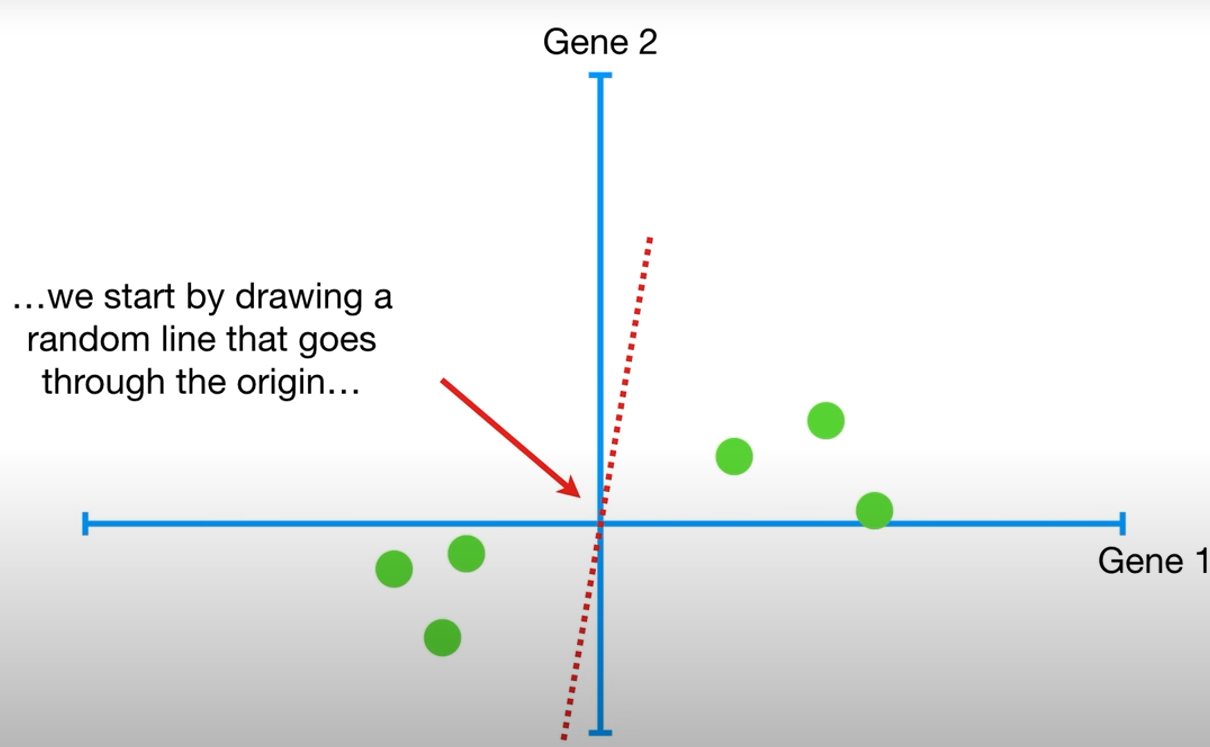 Gene 2
…we start by drawing a
random line that goes
through the origin…
Gene 1